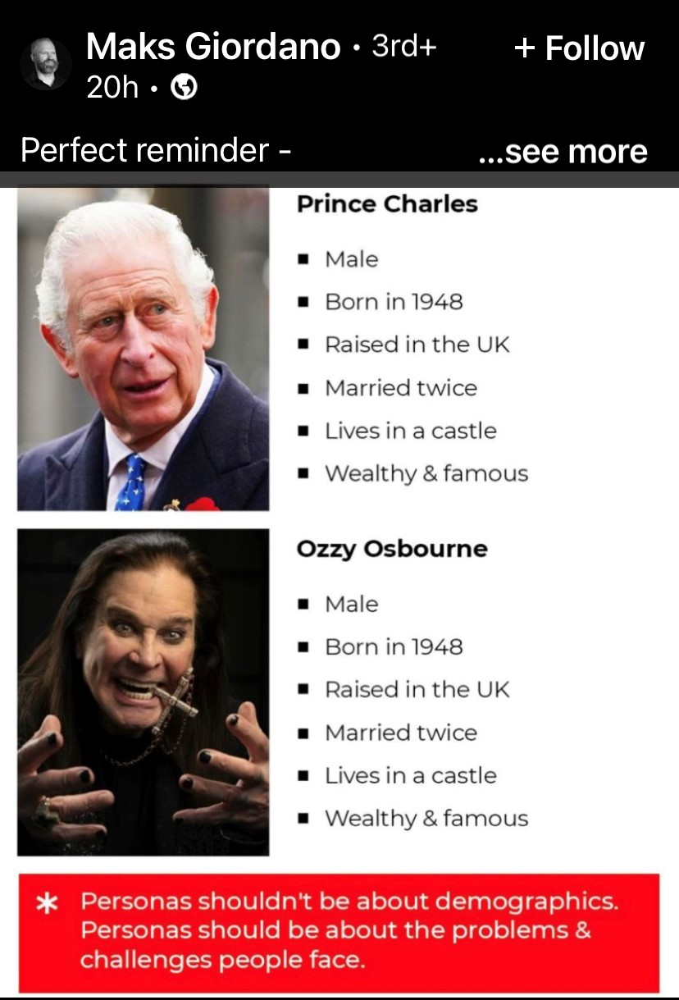 Maks Giordano • 3rd+ + Follow
20h •
Perfect reminder - ...see more
Prince Charles
▪ Male
▪ Born in 1948
▪ Raised in the UK
▪ Married twice
▪ Lives in a castle
▪ Wealthy & famous
Ozzy Osbourne
▪ Male
▪ Born in 1948
▪ Raised in the UK
▪ Married twice
▪ Lives in a castle
▪ Wealthy & famous
* Personas shouldn't be about demographics.
Personas should be about the problems &
challenges people face.